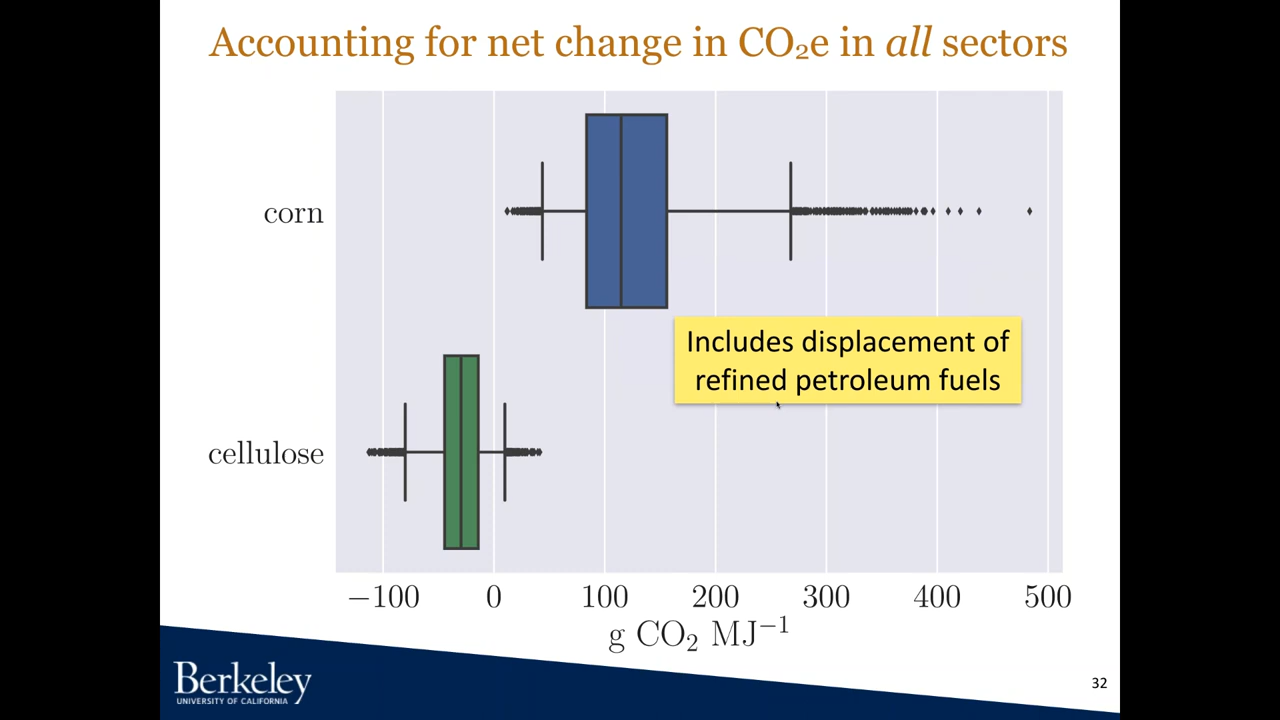 Accounting for net change in CO₂e in all sectors
corn
Includes displacement of
refined petroleum fuels
cellulose
−100 0 100 200 300 400 500
g CO₂ MJ⁻¹
Berkeley
UNIVERSITY OF CALIFORNIA
32